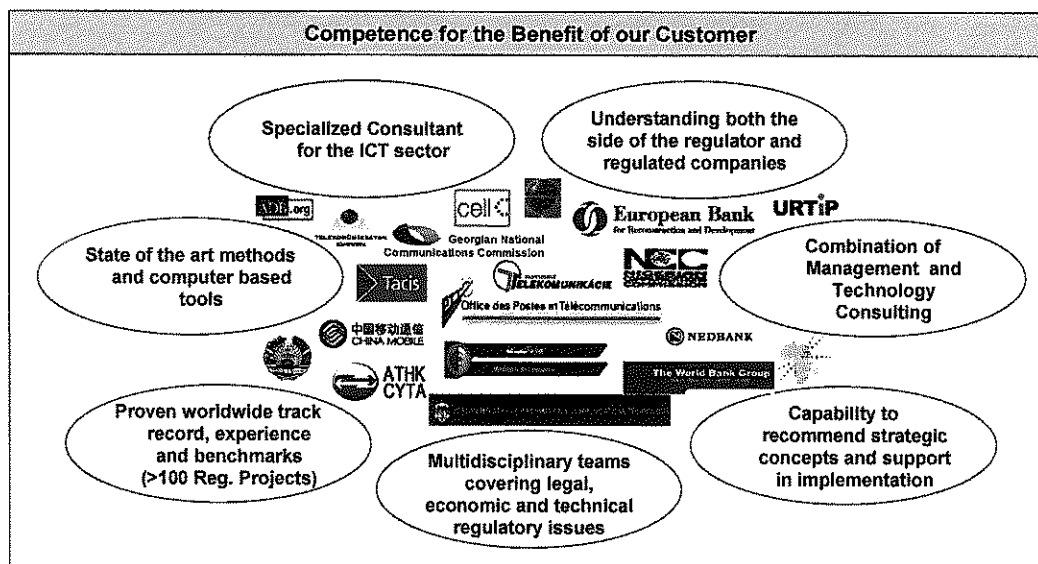 Competence for the Benefit of our Customer
Specialized Consultant
for the ICT sector
Understanding both the
side of the regulator and
regulated companies
ADB.org
cell
European Bank
for Reconstruction and Development
URTiP
Georgian National
Communications Commission
State of the art methods
and computer based
tools
Tacis
TELEKOMUNIKÁCIE
NCC
Combination of
Management and
Technology
Consulting
Office des Postes et Télécommunications
中国移动通信
CHINA MOBILE
NEDBANK
ATHK
CYTA
The World Bank Group
Proven worldwide track
record, experience
and benchmarks
(>100 Reg. Projects)
Multidisciplinary teams
covering legal,
economic and technical
regulatory issues
Capability to
recommend strategic
concepts and support
in implementation